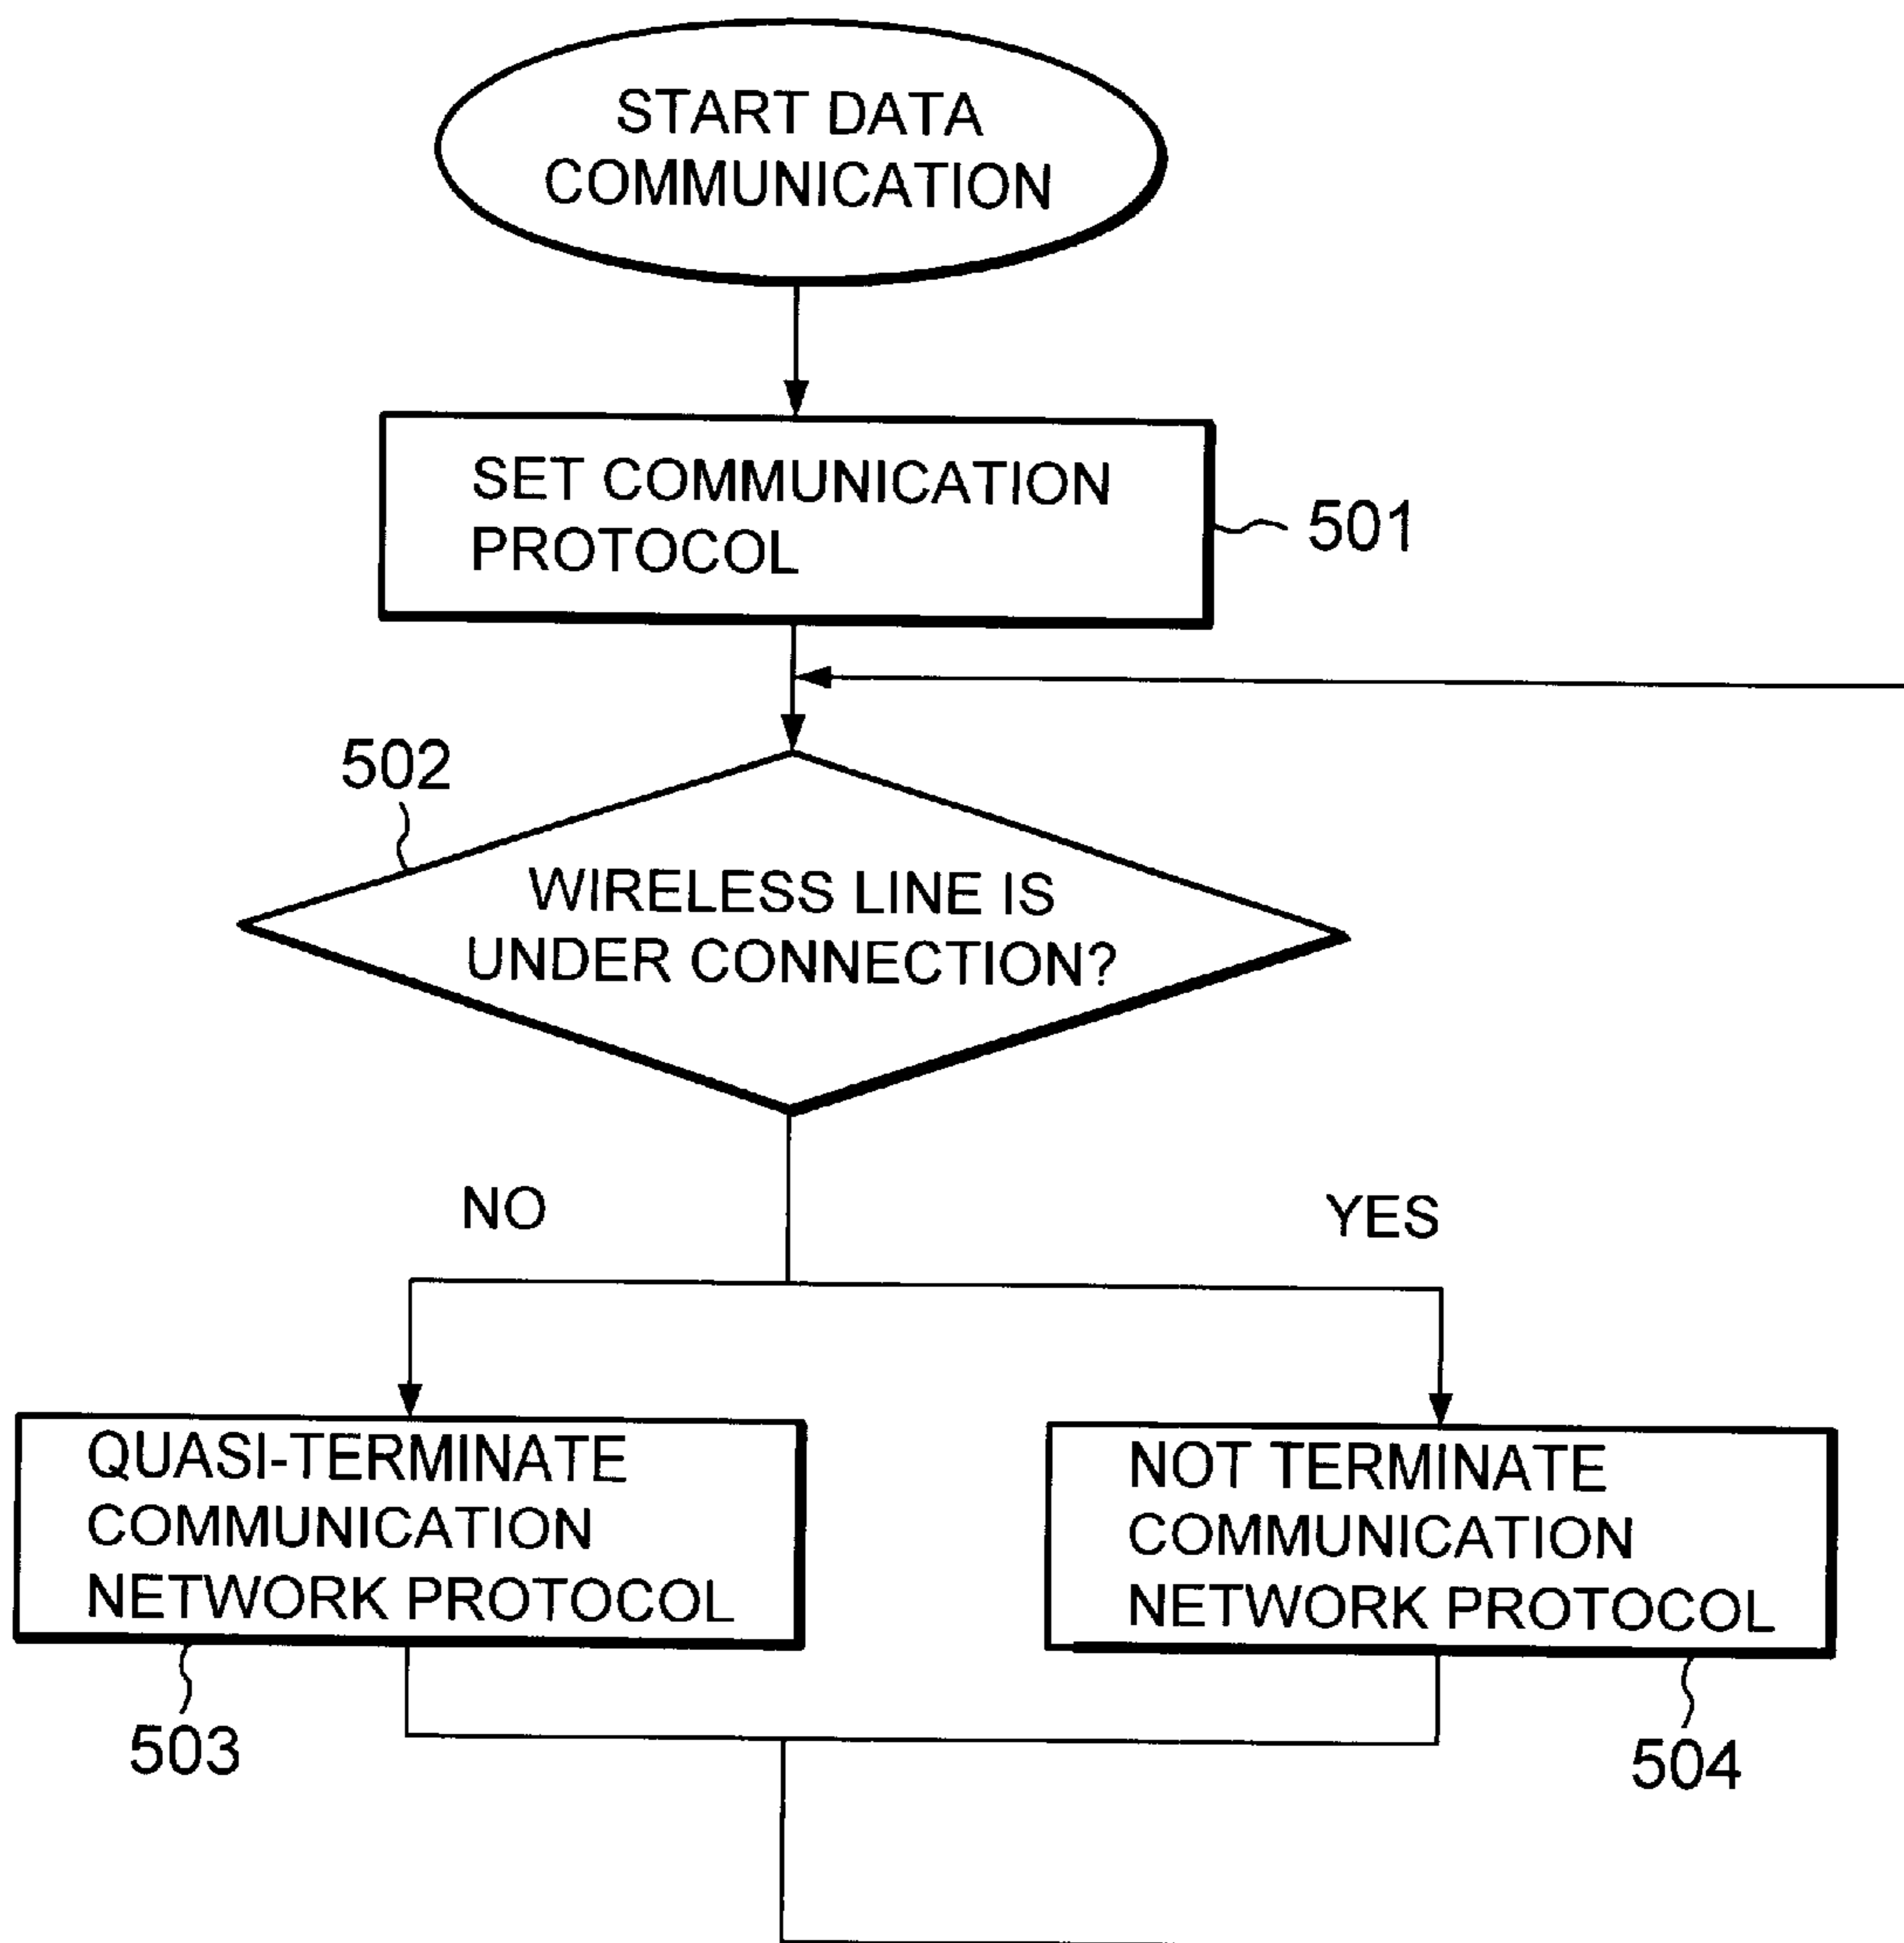 START DATA
COMMUNICATION
SET COMMUNICATION
PROTOCOL
501
502
WIRELESS LINE IS
UNDER CONNECTION?
NO
YES
QUASI-TERMINATE
COMMUNICATION
NETWORK PROTOCOL
503
NOT TERMINATE
COMMUNICATION
NETWORK PROTOCOL
504